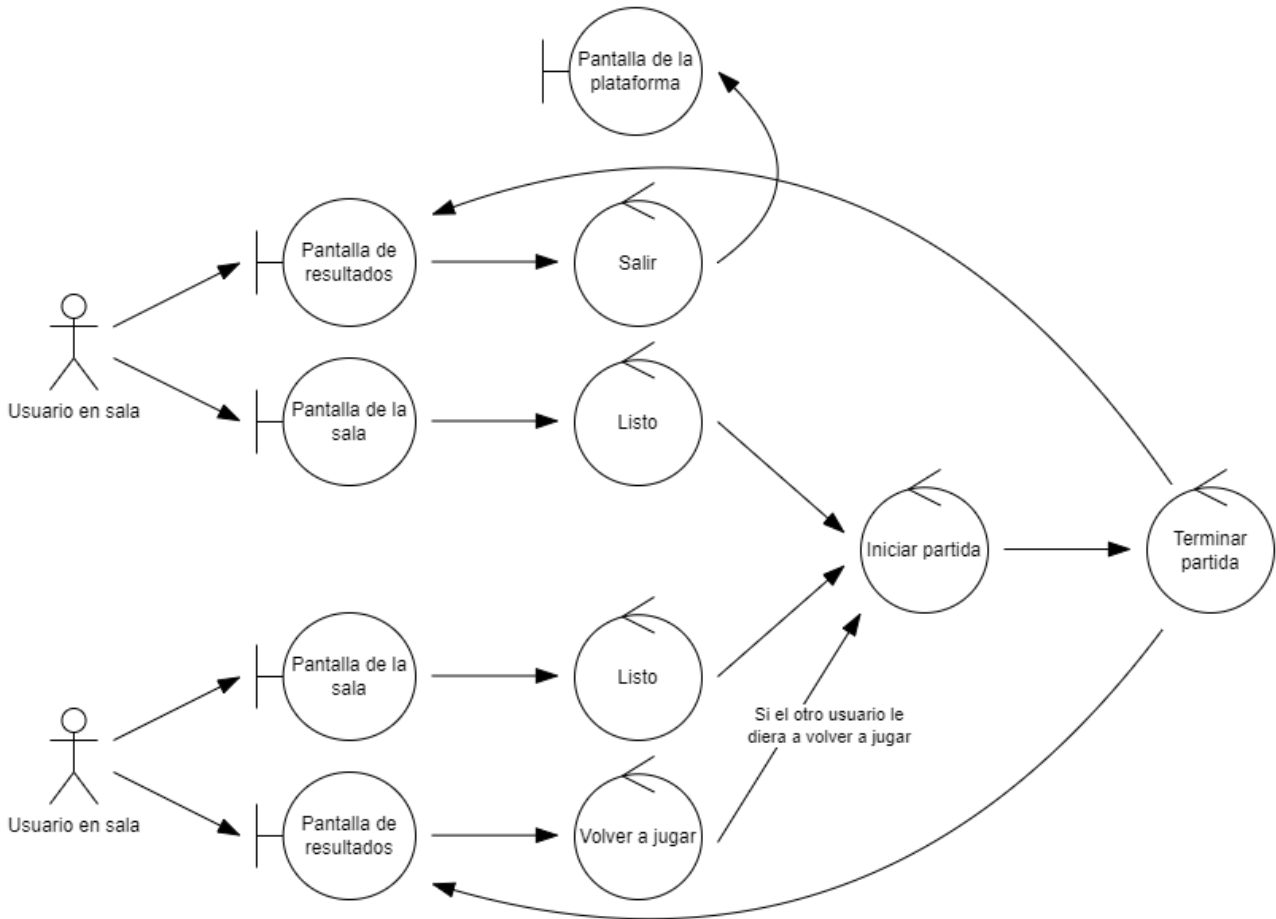 Pantalla de la
plataforma
Pantalla de
resultados
Salir
Usuario en sala
Pantalla de la
sala
Listo
Iniciar partida
Terminar
partida
Pantalla de la
sala
Listo
Si el otro usuario le
diera a volver a jugar
Usuario en sala
Pantalla de
resultados
Volver a jugar